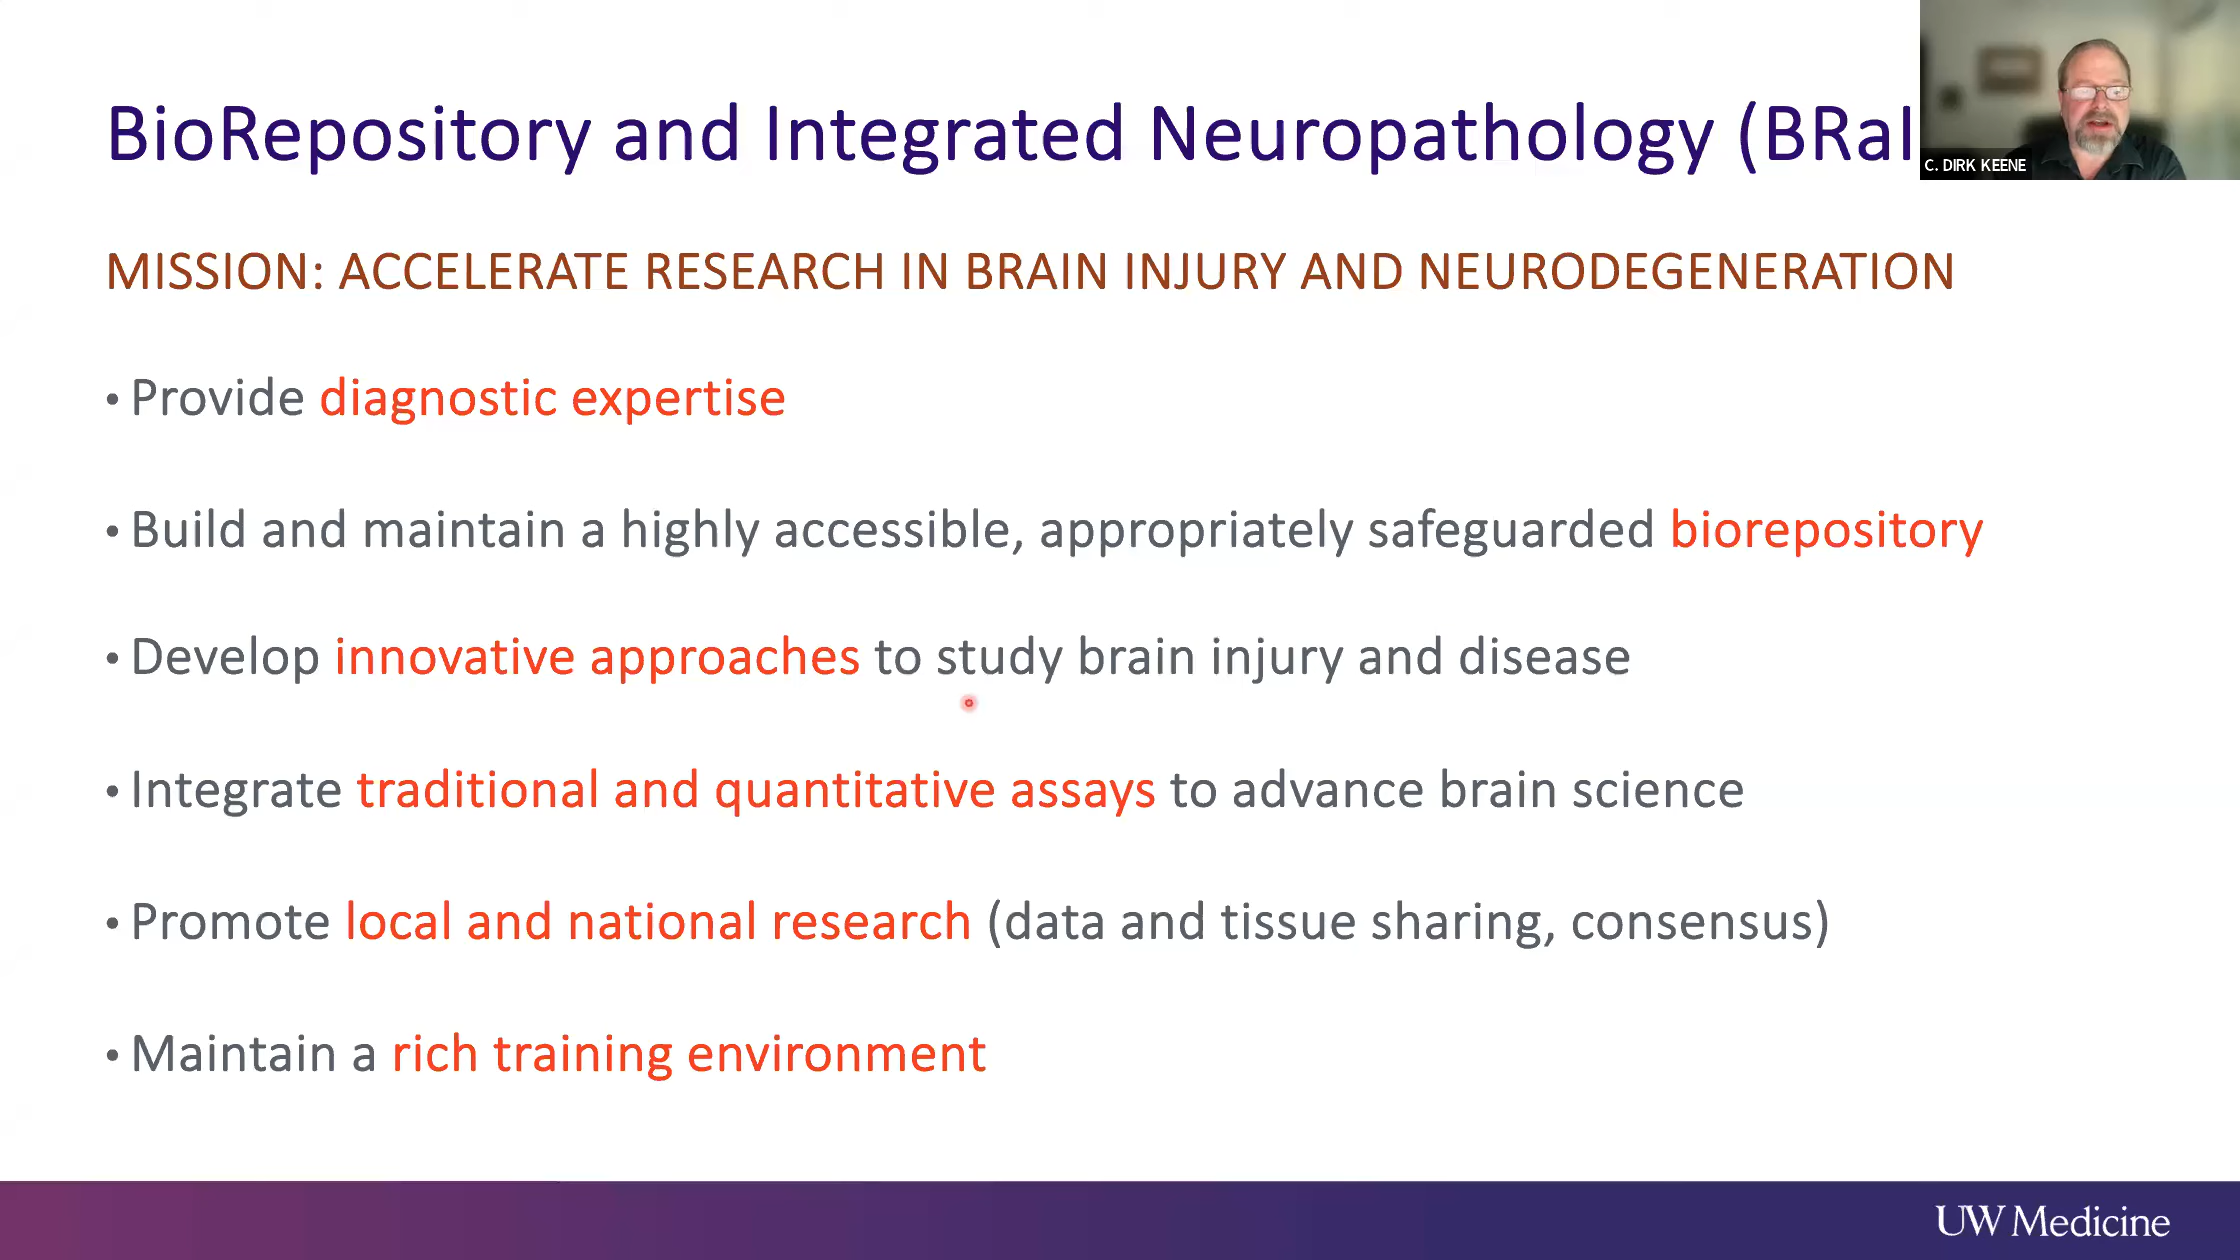 BioRepository and Integrated Neuropathology (BRaI
C. DIRK KEENE
MISSION: ACCELERATE RESEARCH IN BRAIN INJURY AND NEURODEGENERATION
• Provide diagnostic expertise
• Build and maintain a highly accessible, appropriately safeguarded biorepository
• Develop innovative approaches to study brain injury and disease
• Integrate traditional and quantitative assays to advance brain science
• Promote local and national research (data and tissue sharing, consensus)
• Maintain a rich training environment
UW Medicine